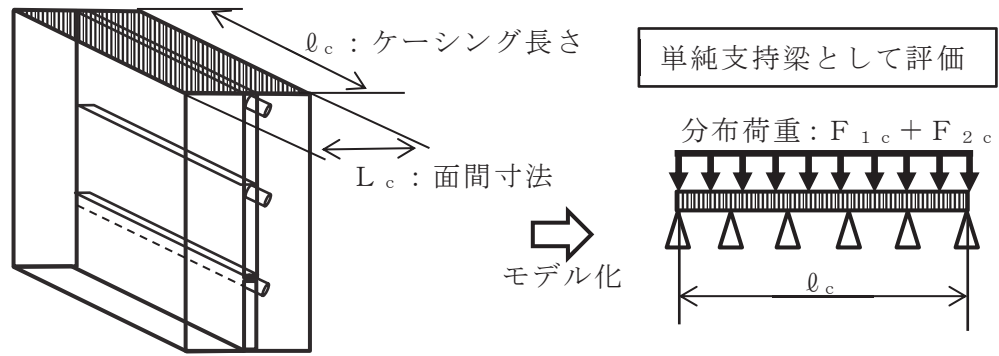 ℓc：ケーシング長さ
Lc：面間寸法
モデル化
単純支持梁として評価
分布荷重：F1c＋F2c
ℓc